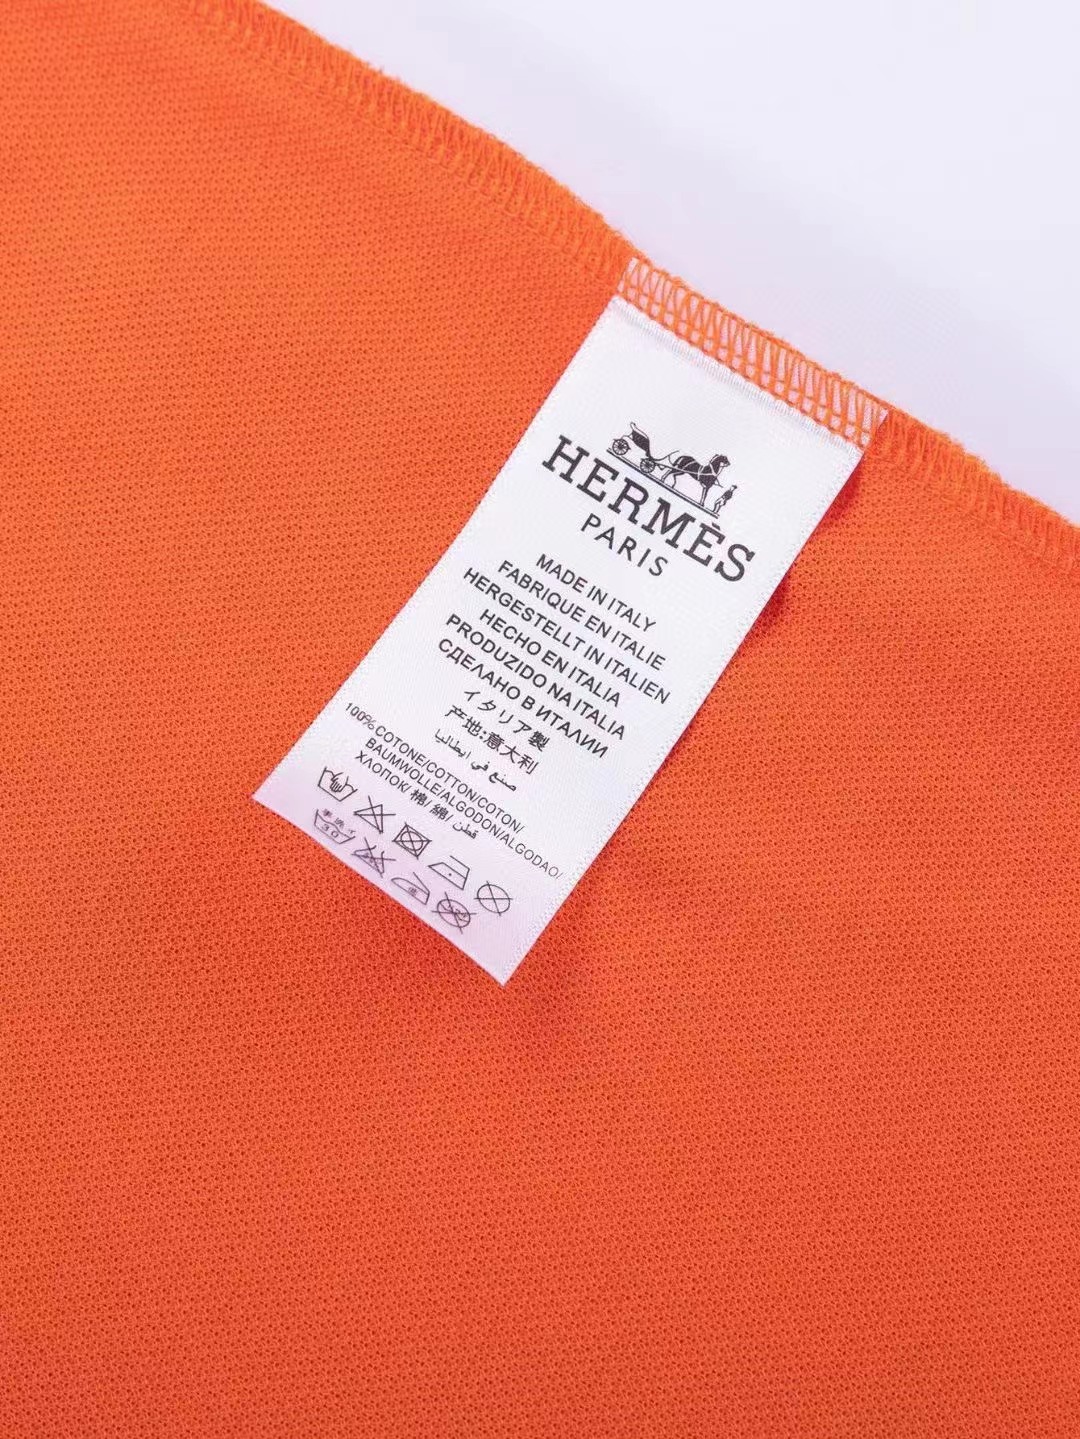 HERMÈS
PARIS
MADE IN ITALY
FABRIQUE EN ITALIE
HERGESTELLT IN ITALIEN
HECHO EN ITALIA
PRODUZIDO NA ITALIA
СДЕЛАНО В ИТАЛИИ
イタリア製
产地:意大利
صنع في ايطاليا
100% COTONE/COTTON/COTON/
BAUMWOLLE/ALGODON/ALGODAO/
ХЛОПОК/ 棉/ 綿/ قطن
30